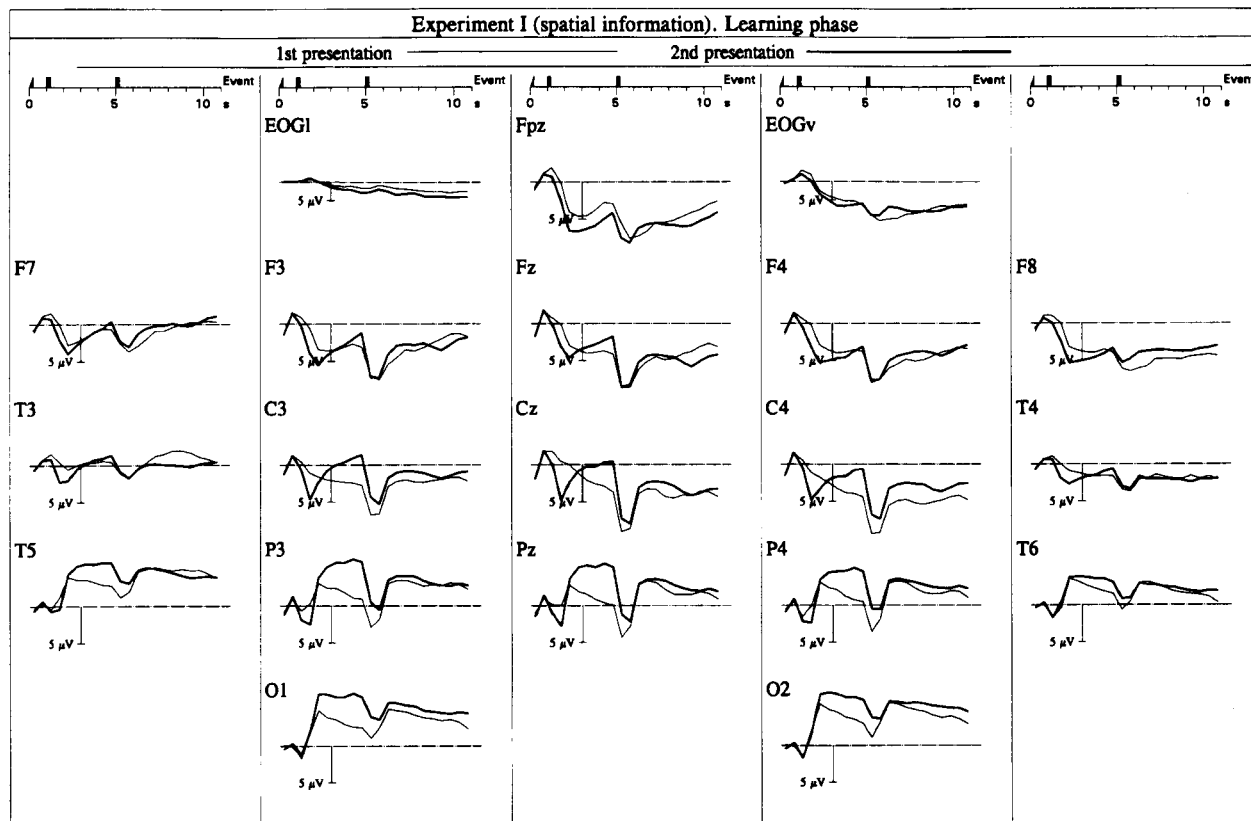 Experiment I (spatial information). Learning phase
1st presentation 2nd presentation
Event Event Event Event Event
0 5 10 s 0 5 10 s 0 5 10 s 0 5 10 s 0 5 10 s
EOGl Fpz EOGv
5 µV 5 µV 5 µV
F7 F3 Fz F4 F8
5 µV 5 µV 5 µV 5 µV 5 µV
T3 C3 Cz C4 T4
5 µV 5 µV 5 µV 5 µV 5 µV
T5 P3 Pz P4 T6
5 µV 5 µV 5 µV 5 µV 5 µV
O1 O2
5 µV 5 µV